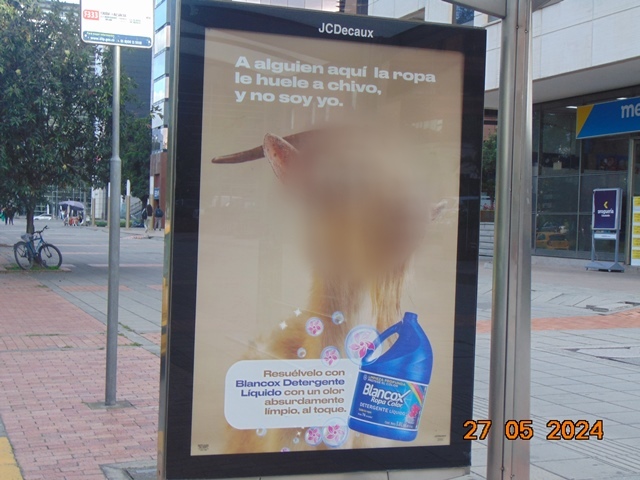 JCDecaux
A alguien aquí la ropa
le huele a chivo,
y no soy yo.
Resuélvelo con
Blancox Detergente
Líquido con un olor
absurdamente
limpio, al toque.
Blancox
Ropa Color
DETERGENTE LÍQUIDO
27 05 2024